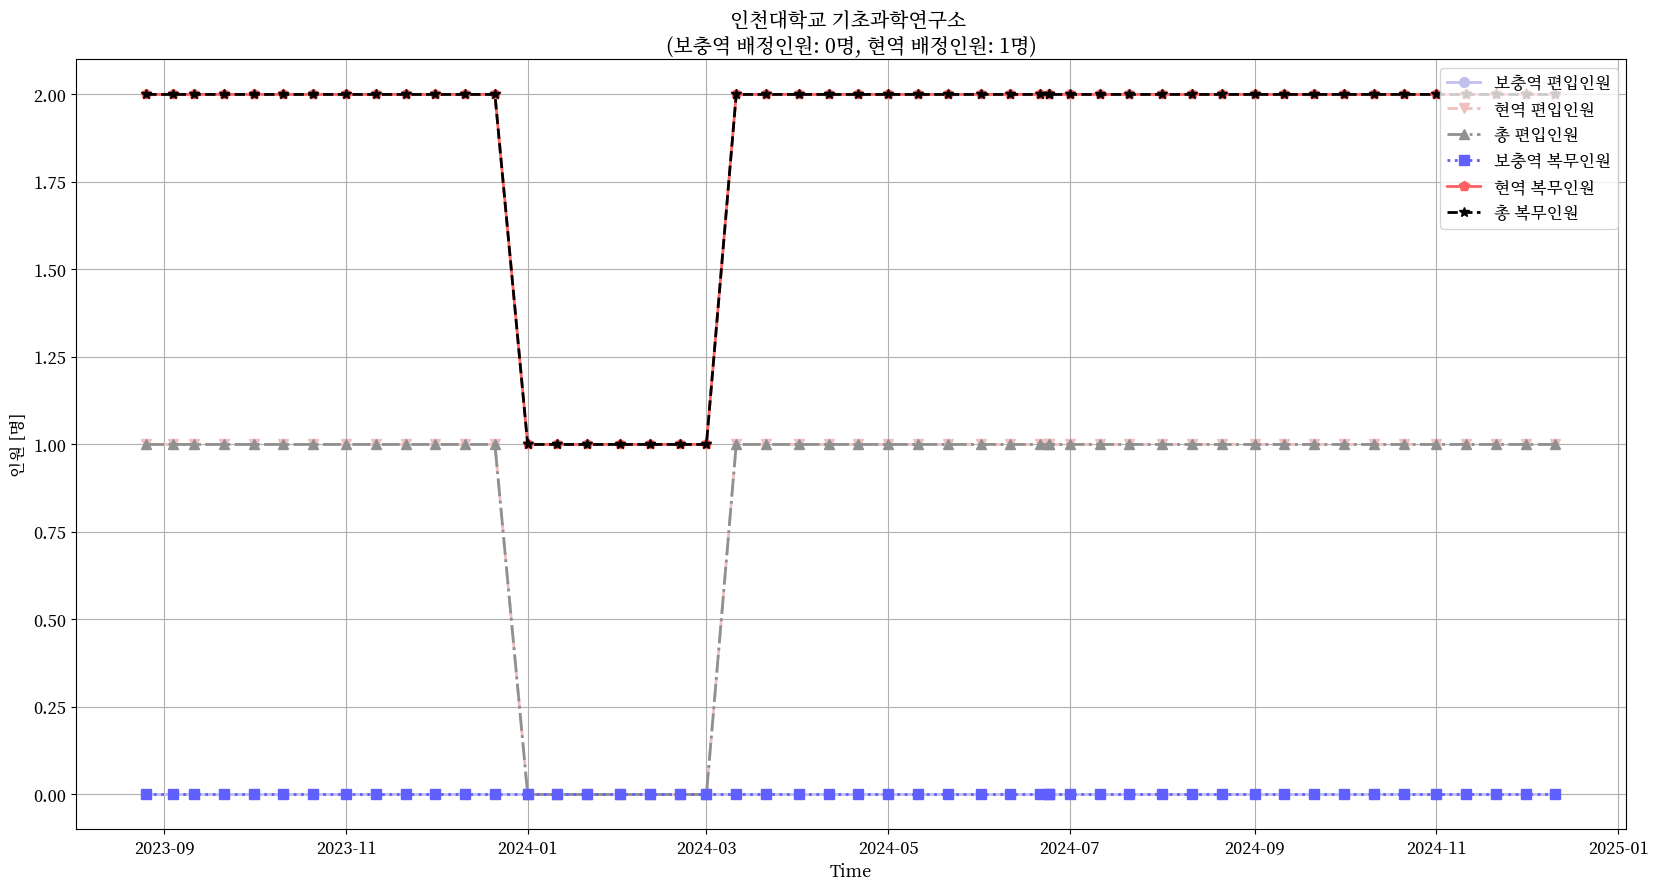 인천대학교 기초과학연구소
(보충역 배정인원: 0명, 현역 배정인원: 1명)
보충역 편입인원
현역 편입인원
총 편입인원
보충역 복무인원
현역 복무인원
총 복무인원
2.00
1.75
1.50
1.25
1.00
0.75
0.50
0.25
0.00
인원 [명]
2023-09
2023-11
2024-01
2024-03
2024-05
2024-07
2024-09
2024-11
2025-01
Time